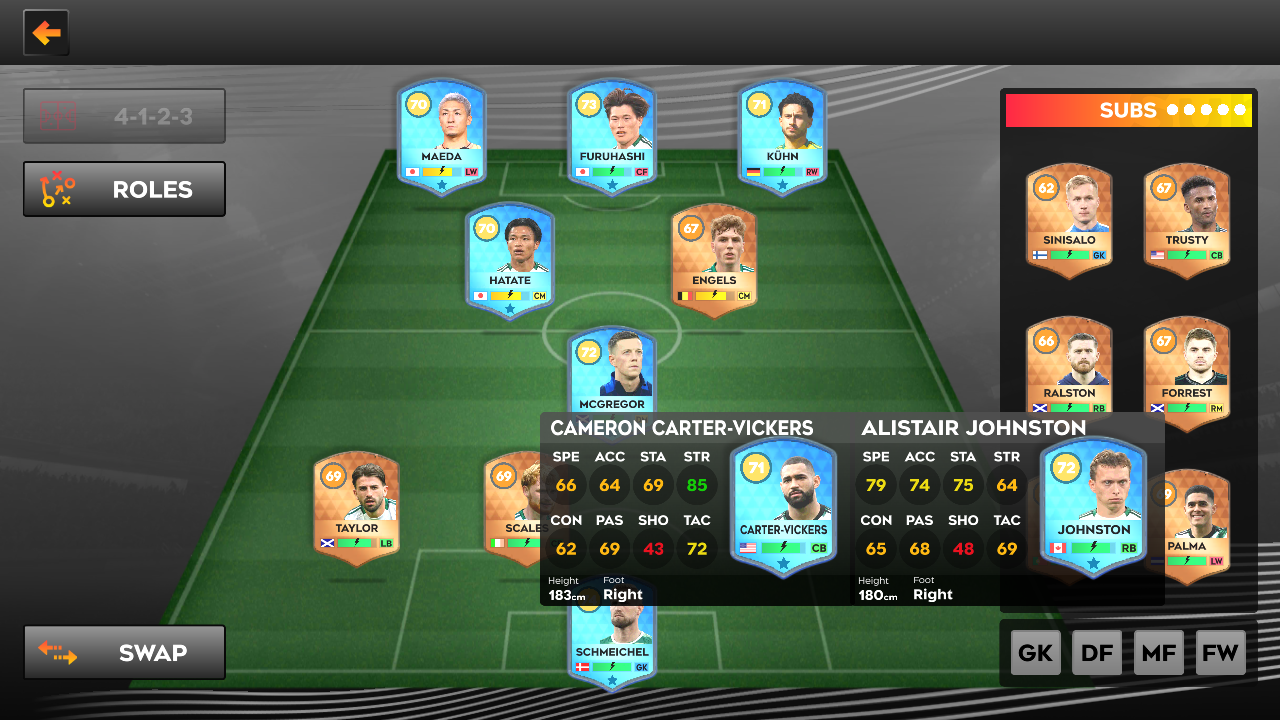 4-1-2-3
ROLES
SWAP
70
MAEDA
LW
73
FURUHASHI
CF
71
KÜHN
RW
70
HATATE
CM
67
ENGELS
CM
72
MCGREGOR
69
TAYLOR
LB
69
SCALES
SCHMEICHEL
GK
CAMERON CARTER-VICKERS
SPE ACC STA STR
66 64 69 85
CON PAS SHO TAC
62 69 43 72
Height Foot
183cm Right
71
CARTER-VICKERS
CB
ALISTAIR JOHNSTON
SPE ACC STA STR
79 74 75 64
CON PAS SHO TAC
65 68 48 69
Height Foot
180cm Right
72
JOHNSTON
RB
SUBS
62
SINISALO
GK
67
TRUSTY
CB
66
RALSTON
RB
67
FORREST
RM
PALMA
LW
GK DF MF FW